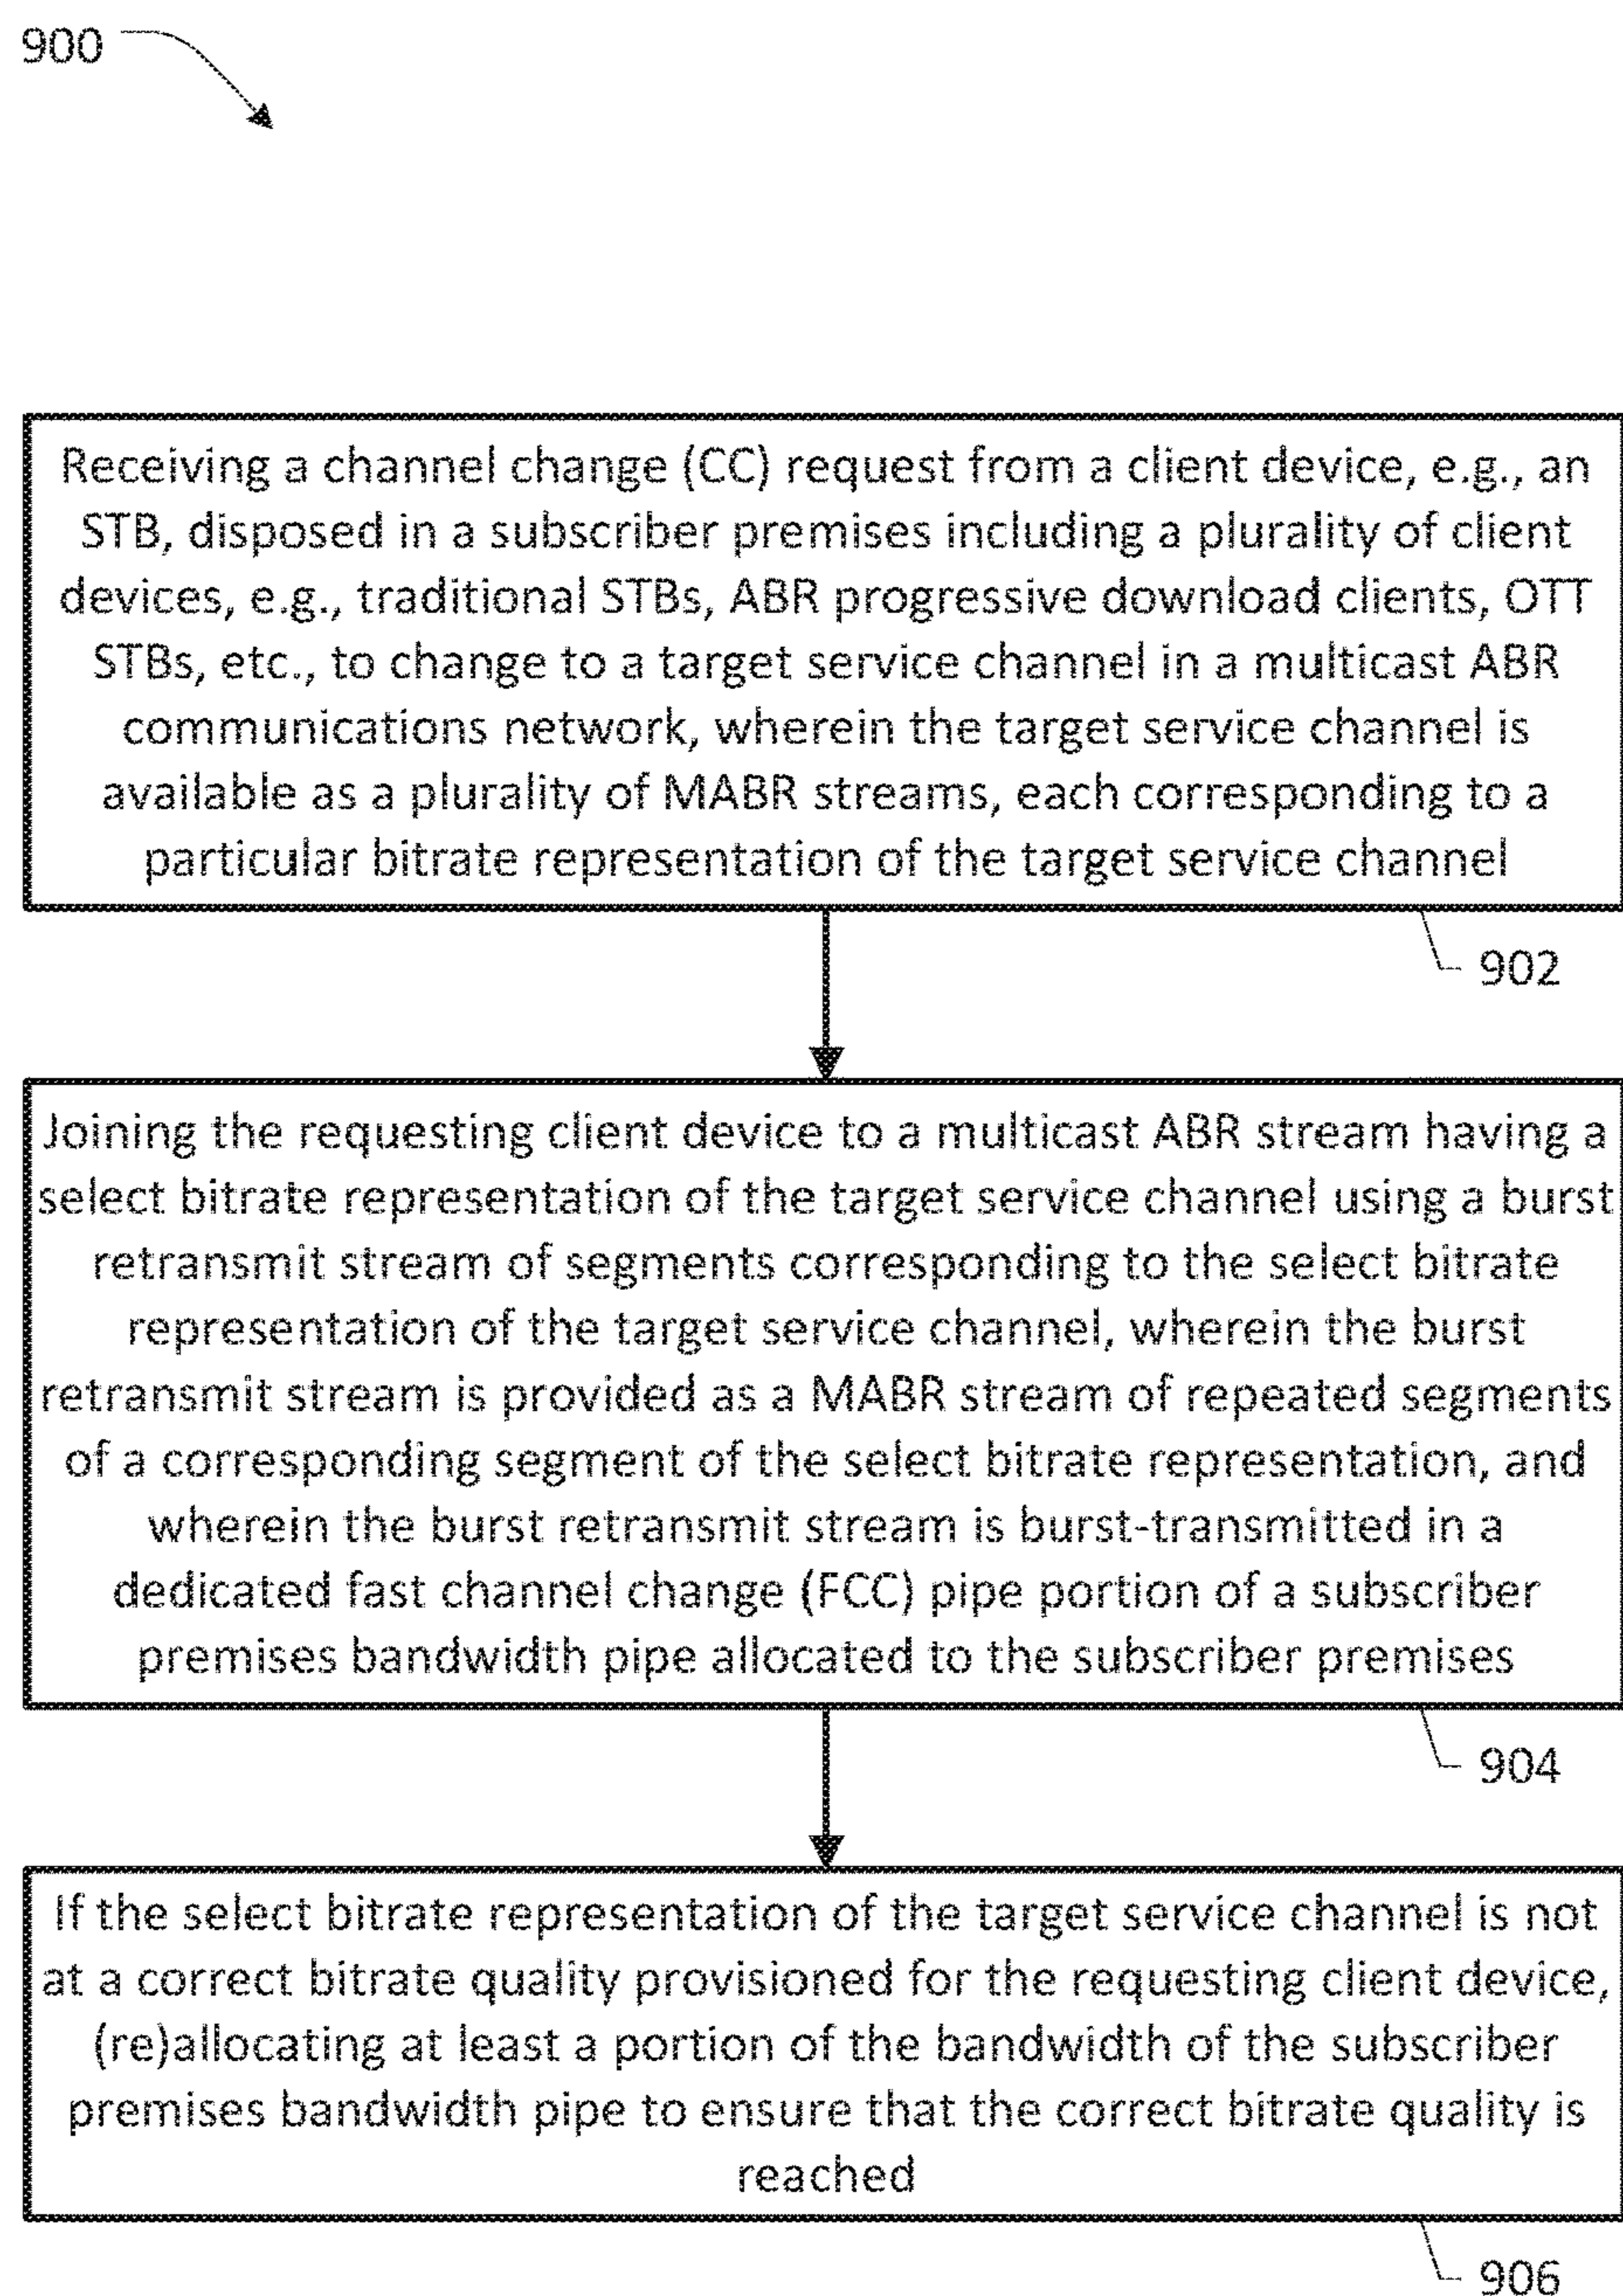 900
Receiving a channel change (CC) request from a client device, e.g., an
STB, disposed in a subscriber premises including a plurality of client
devices, e.g., traditional STBs, ABR progressive download clients, OTT
STBs, etc., to change to a target service channel in a multicast ABR
communications network, wherein the target service channel is
available as a plurality of MABR streams, each corresponding to a
particular bitrate representation of the target service channel
902
Joining the requesting client device to a multicast ABR stream having a
select bitrate representation of the target service channel using a burst
retransmit stream of segments corresponding to the select bitrate
representation of the target service channel, wherein the burst
retransmit stream is provided as a MABR stream of repeated segments
of a corresponding segment of the select bitrate representation, and
wherein the burst retransmit stream is burst-transmitted in a
dedicated fast channel change (FCC) pipe portion of a subscriber
premises bandwidth pipe allocated to the subscriber premises
904
If the select bitrate representation of the target service channel is not
at a correct bitrate quality provisioned for the requesting client device,
(re)allocating at least a portion of the bandwidth of the subscriber
premises bandwidth pipe to ensure that the correct bitrate quality is
reached
906